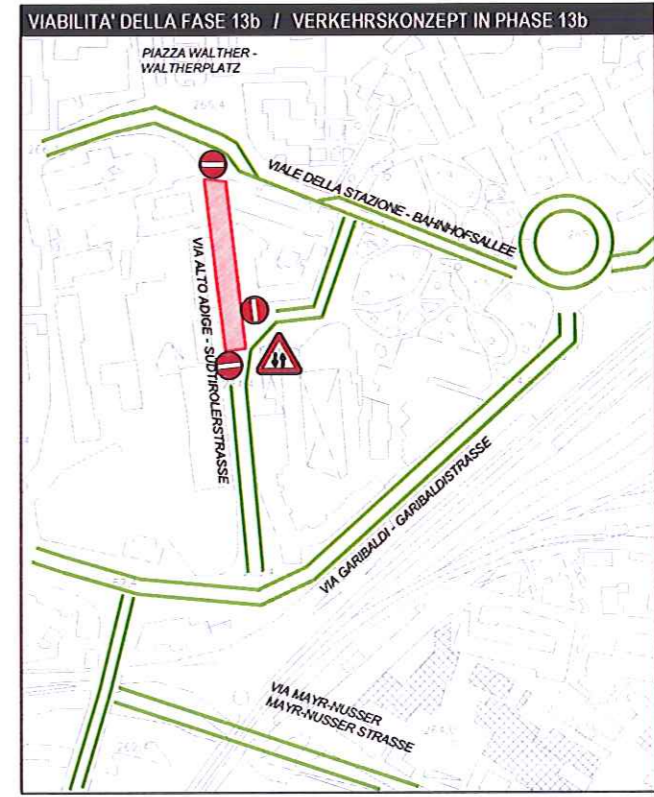 VIABILITA' DELLA FASE 13b / VERKEHRSKONZEPT IN PHASE 13b
PIAZZA WALTHER -
WALTHERPLATZ
VIALE DELLA STAZIONE - BAHNHOFSALLEE
VIA ALTO ADIGE - SÜDTIROLERSTRASSE
VIA GARIBALDI - GARIBALDISTRASSE
VIA MAYR-NUSSER
MAYR-NUSSER STRASSE